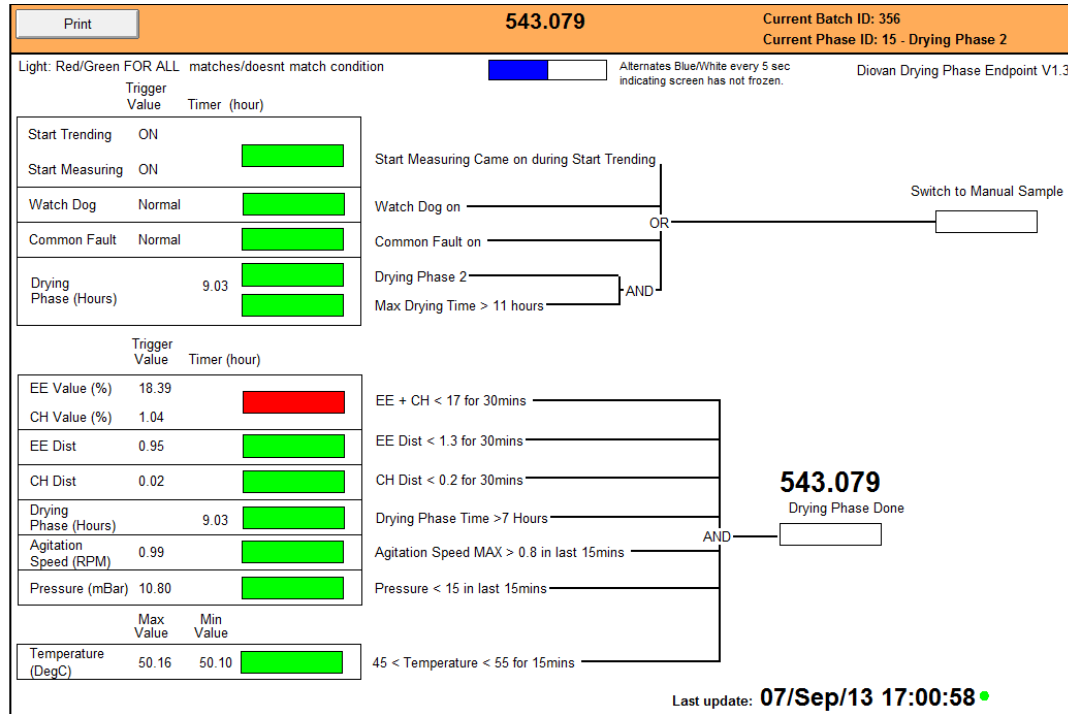 Print
543.079
Current Batch ID: 356
Current Phase ID: 15 - Drying Phase 2
Light: Red/Green FOR ALL matches/doesnt match condition
Alternates Blue/White every 5 sec
indicating screen has not frozen.
Diovan Drying Phase Endpoint V1.3
Trigger
Value Timer (hour)
Start Trending ON
Start Measuring ON
Start Measuring Came on during Start Trending
Watch Dog Normal
Watch Dog on
Common Fault Normal
Common Fault on
Drying
Phase (Hours) 9.03
Drying Phase 2
Max Drying Time > 11 hours
AND
OR
Switch to Manual Sample
Trigger
Value Timer (hour)
EE Value (%) 18.39
CH Value (%) 1.04
EE + CH < 17 for 30mins
EE Dist 0.95
EE Dist < 1.3 for 30mins
CH Dist 0.02
CH Dist < 0.2 for 30mins
Drying
Phase (Hours) 9.03
Drying Phase Time >7 Hours
Agitation
Speed (RPM) 0.99
Agitation Speed MAX > 0.8 in last 15mins
Pressure (mBar) 10.80
Pressure < 15 in last 15mins
AND
543.079
Drying Phase Done
Max Min
Value Value
Temperature
(DegC) 50.16 50.10
45 < Temperature < 55 for 15mins
Last update: 07/Sep/13 17:00:58